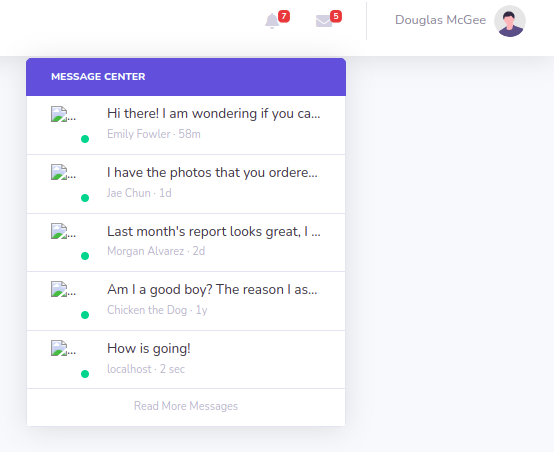 7
5
Douglas McGee
MESSAGE CENTER
Hi there! I am wondering if you ca...
Emily Fowler · 58m
I have the photos that you ordere...
Jae Chun · 1d
Last month's report looks great, I ...
Morgan Alvarez · 2d
Am I a good boy? The reason I as...
Chicken the Dog · 1y
How is going!
localhost · 2 sec
Read More Messages